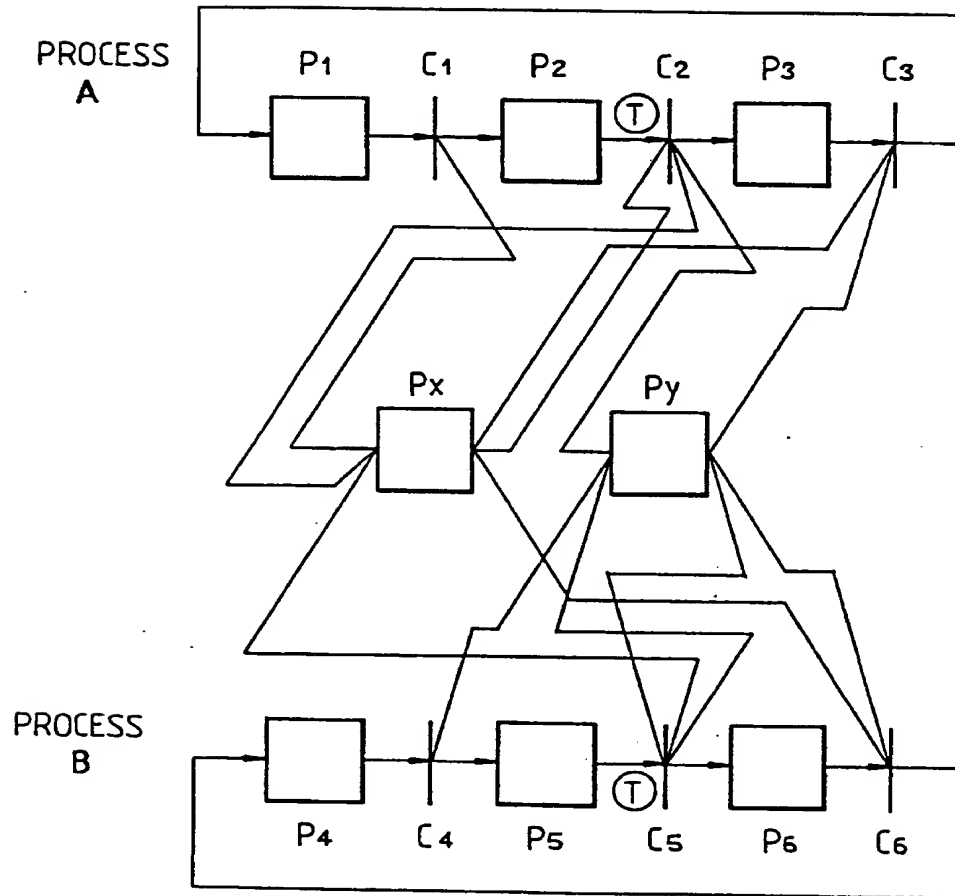 PROCESS
A
P1 C1 P2 C2 P3 C3
T
Px Py
PROCESS
B
T
P4 C4 P5 C5 P6 C6